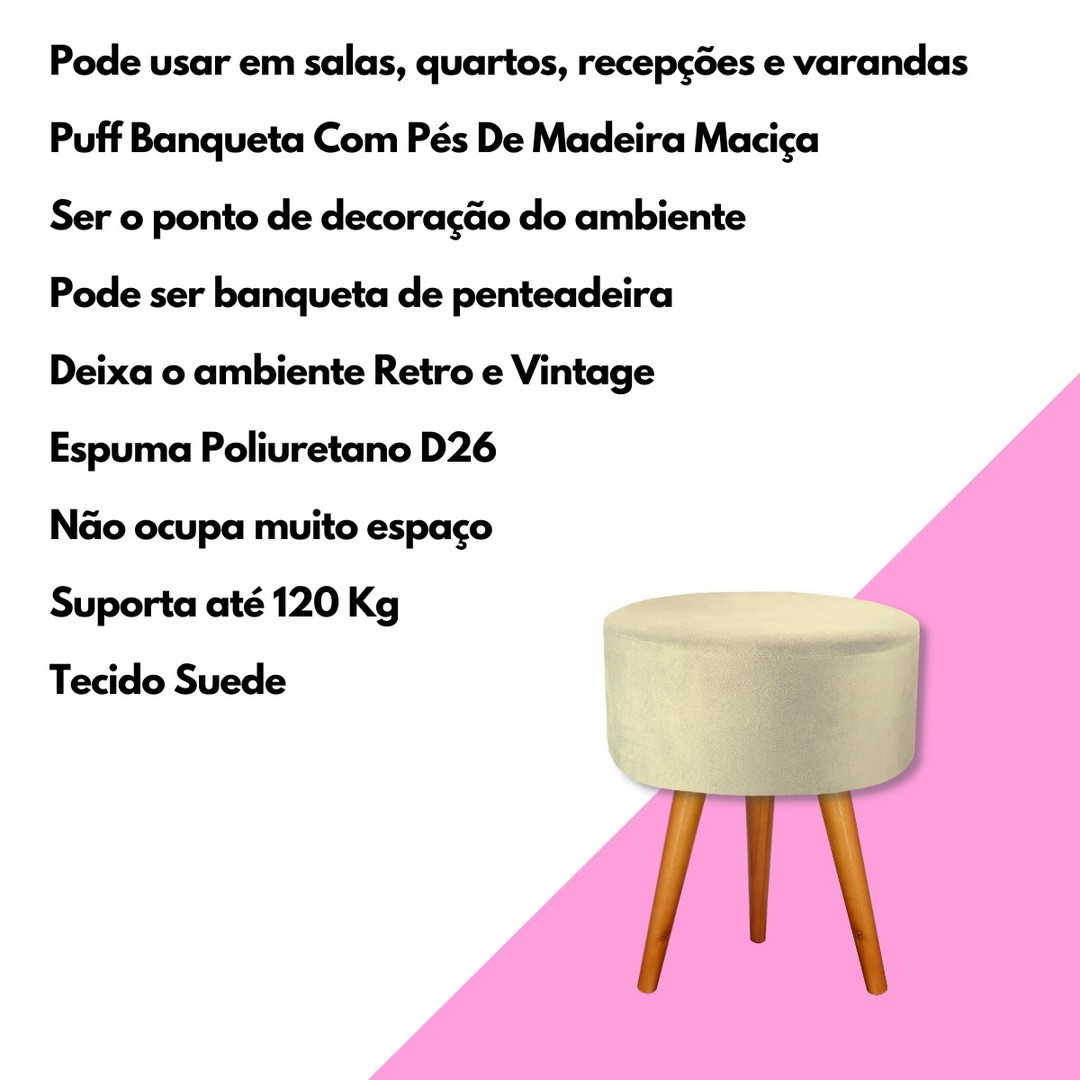 Pode usar em salas, quartos, recepções e varandas
Puff Banqueta Com Pés De Madeira Maciça
Ser o ponto de decoração do ambiente
Pode ser banqueta de penteadeira
Deixa o ambiente Retro e Vintage
Espuma Poliuretano D26
Não ocupa muito espaço
Suporta até 120 Kg
Tecido Suede